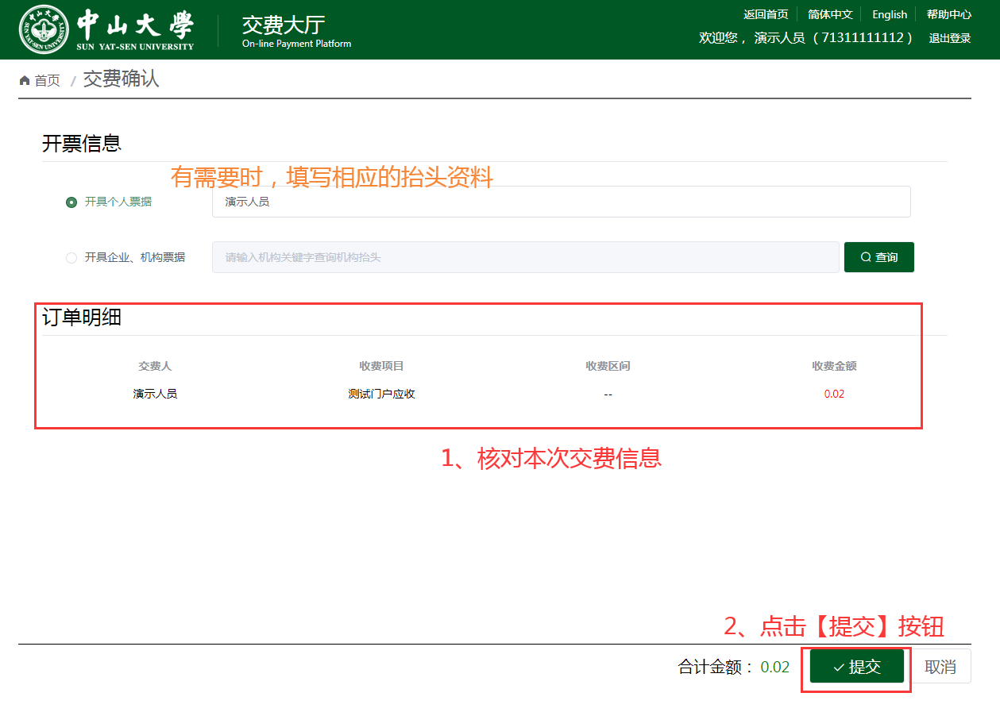 中山大学
SUN YAT-SEN UNIVERSITY
交费大厅
On-line Payment Platform
返回首页 简体中文 English 帮助中心
欢迎您， 演示人员 （ 71311111112 ） 退出登录
首页 / 交费确认
开票信息
有需要时，填写相应的抬头资料
开具个人票据 演示人员
开具企业、机构票据 请输入机构关键字查询机构抬头 查询
订单明细
交费人 收费项目 收费区间 收费金额
演示人员 测试门户应收 -- 0.02
1、核对本次交费信息
2、点击【提交】按钮
合计金额： 0.02 提交 取消